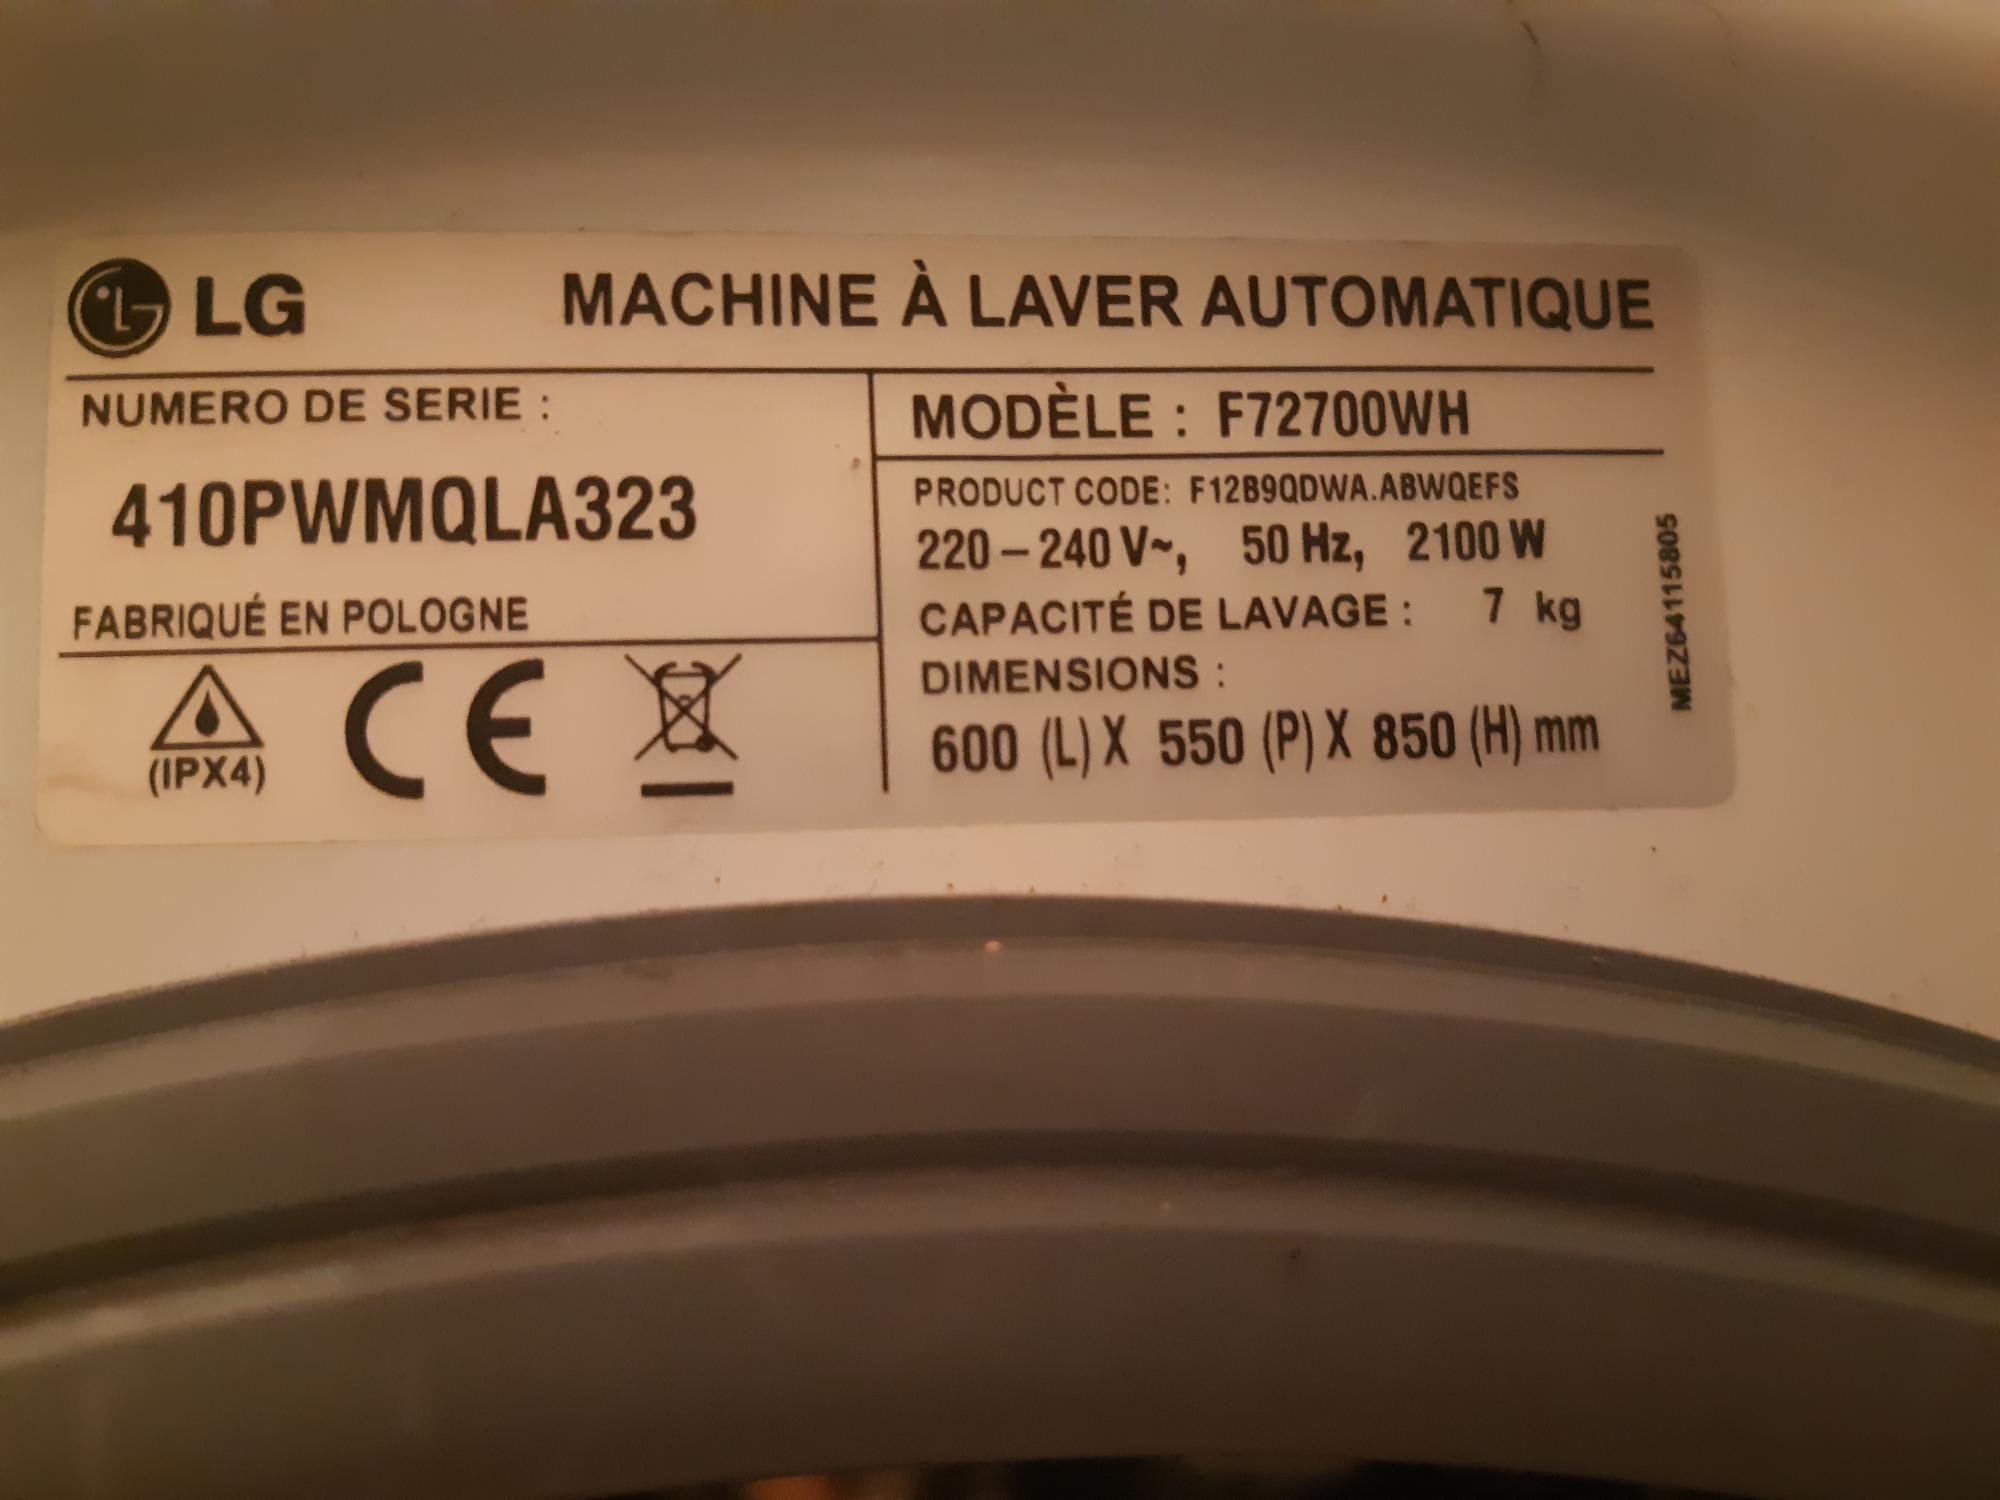 LG MACHINE À LAVER AUTOMATIQUE
NUMERO DE SERIE :
410PWMQLA323
FABRIQUÉ EN POLOGNE
(IPX4)
CE
MODÈLE : F72700WH
PRODUCT CODE: F12B9QDWA.ABWQEFS
220 – 240 V~, 50 Hz, 2100 W
CAPACITÉ DE LAVAGE : 7 kg
DIMENSIONS :
600 (L) X 550 (P) X 850 (H) mm
MEZ64115805